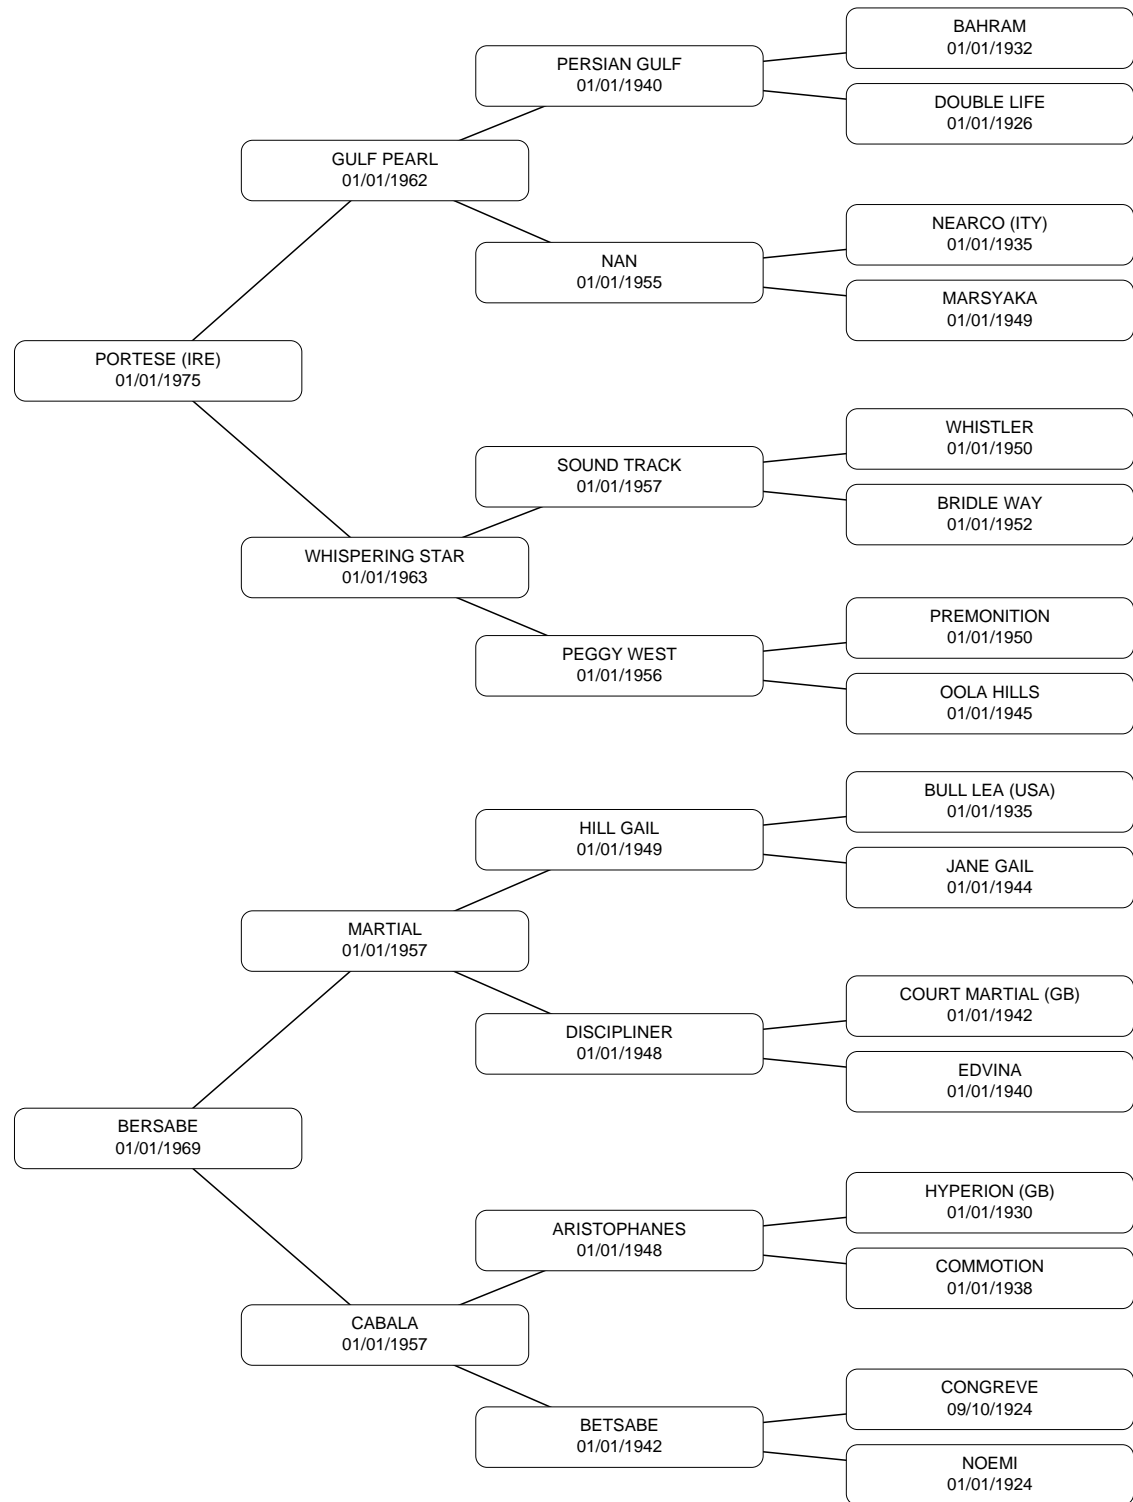 BAHRAM
01/01/1932
PERSIAN GULF
01/01/1940
DOUBLE LIFE
01/01/1926
GULF PEARL
01/01/1962
NEARCO (ITY)
01/01/1935
NAN
01/01/1955
MARSYAKA
01/01/1949
PORTESE (IRE)
01/01/1975
WHISTLER
01/01/1950
SOUND TRACK
01/01/1957
BRIDLE WAY
01/01/1952
WHISPERING STAR
01/01/1963
PREMONITION
01/01/1950
PEGGY WEST
01/01/1956
OOLA HILLS
01/01/1945
BULL LEA (USA)
01/01/1935
HILL GAIL
01/01/1949
JANE GAIL
01/01/1944
MARTIAL
01/01/1957
COURT MARTIAL (GB)
01/01/1942
DISCIPLINER
01/01/1948
EDVINA
01/01/1940
BERSABE
01/01/1969
HYPERION (GB)
01/01/1930
ARISTOPHANES
01/01/1948
COMMOTION
01/01/1938
CABALA
01/01/1957
CONGREVE
09/10/1924
BETSABE
01/01/1942
NOEMI
01/01/1924